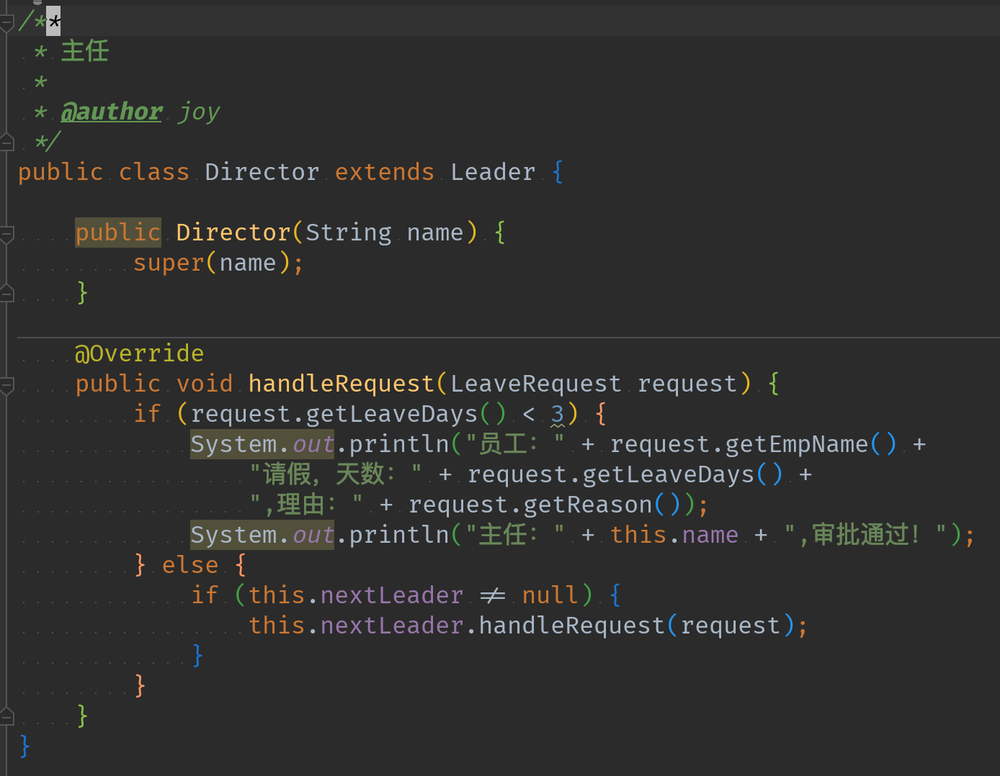 /**
 * 主任
 *
 * @author joy
 */
public class Director extends Leader {
    public Director(String name) {
        super(name);
    }
    @Override
    public void handleRequest(LeaveRequest request) {
        if (request.getLeaveDays() < 3) {
            System.out.println("员工：" + request.getEmpName() +
                "请假，天数：" + request.getLeaveDays() +
                ",理由：" + request.getReason());
            System.out.println("主任：" + this.name + ",审批通过！");
        } else {
            if (this.nextLeader != null) {
                this.nextLeader.handleRequest(request);
            }
        }
    }
}